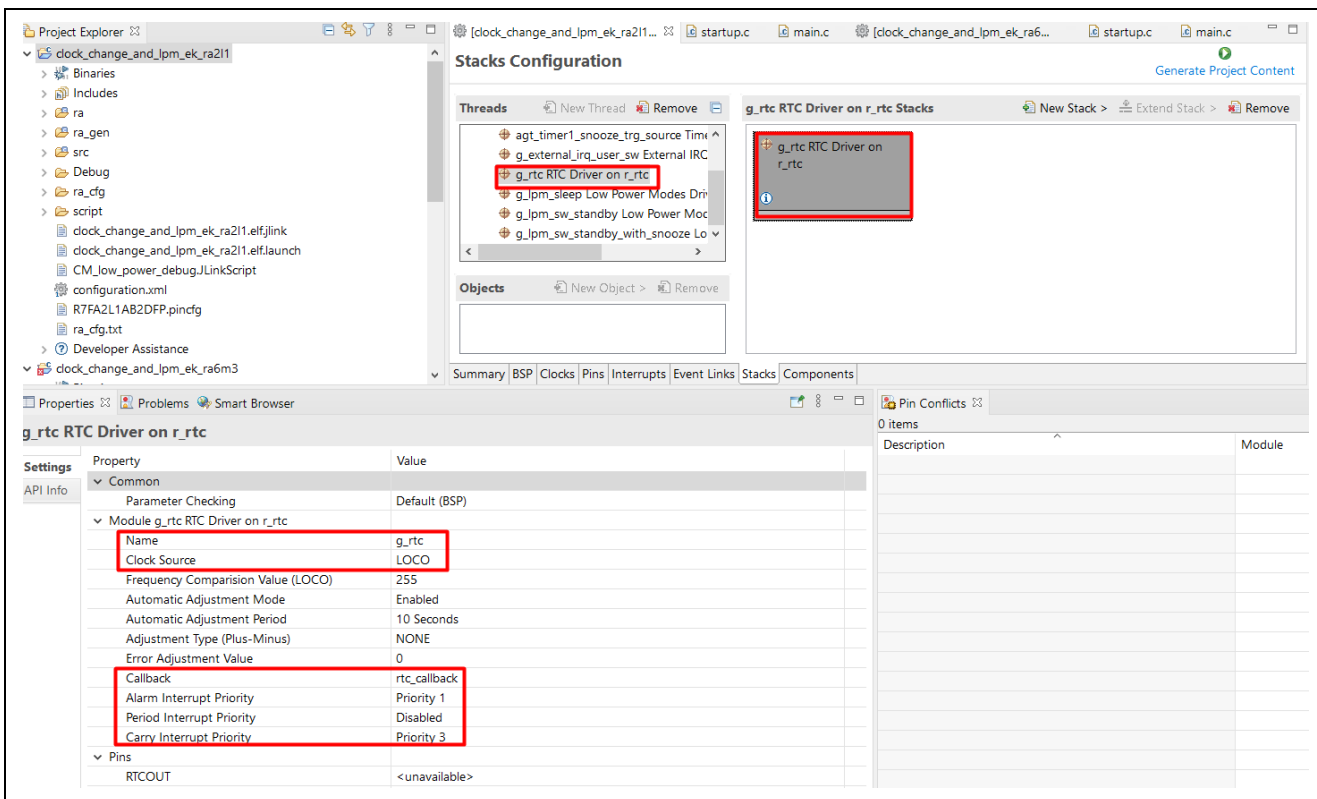 Project Explorer
clock_change_and_lpm_ek_ra2l1
Binaries
Includes
ra
ra_gen
src
Debug
ra_cfg
script
clock_change_and_lpm_ek_ra2l1.elf.jlink
clock_change_and_lpm_ek_ra2l1.elf.launch
CM_low_power_debug.JLinkScript
configuration.xml
R7FA2L1AB2DFP.pincfg
ra_cfg.txt
Developer Assistance
clock_change_and_lpm_ek_ra6m3
[clock_change_and_lpm_ek_ra2l1... startup.c main.c [clock_change_and_lpm_ek_ra6... startup.c main.c
Stacks Configuration
Generate Project Content
Threads New Thread Remove
agt_timer1_snooze_trg_source Time
g_external_irq_user_sw External IRQ
g_rtc RTC Driver on r_rtc
g_lpm_sleep Low Power Modes Driv
g_lpm_sw_standby Low Power Mod
g_lpm_sw_standby_with_snooze Lo
Objects New Object > Remove
g_rtc RTC Driver on r_rtc Stacks New Stack > Extend Stack > Remove
g_rtc RTC Driver on
r_rtc
Summary BSP Clocks Pins Interrupts Event Links Stacks Components
Properties Problems Smart Browser
g_rtc RTC Driver on r_rtc
Settings
API Info
Property Value
Common
Parameter Checking Default (BSP)
Module g_rtc RTC Driver on r_rtc
Name g_rtc
Clock Source LOCO
Frequency Comparision Value (LOCO) 255
Automatic Adjustment Mode Enabled
Automatic Adjustment Period 10 Seconds
Adjustment Type (Plus-Minus) NONE
Error Adjustment Value 0
Callback rtc_callback
Alarm Interrupt Priority Priority 1
Period Interrupt Priority Disabled
Carry Interrupt Priority Priority 3
Pins
RTCOUT <unavailable>
Pin Conflicts
0 items
Description Module